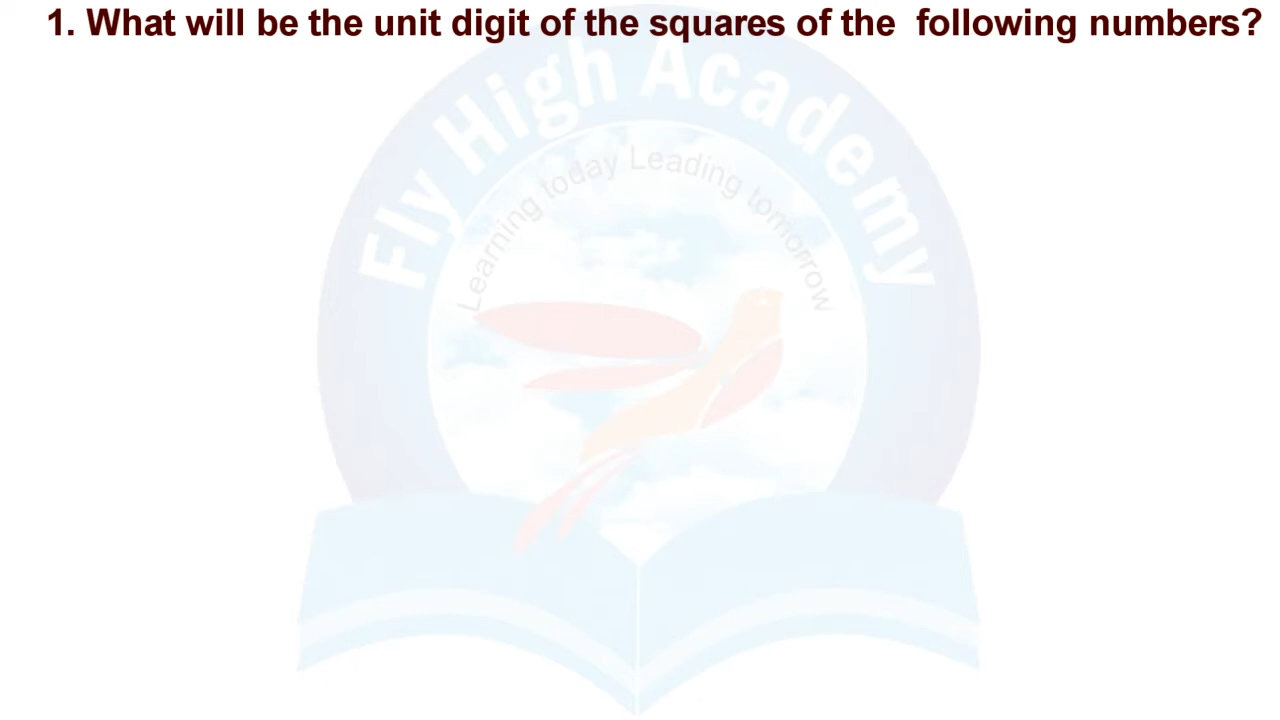 1. What will be the unit digit of the squares of the following numbers?
Fly High Academy
Learning today Leading tomorrow